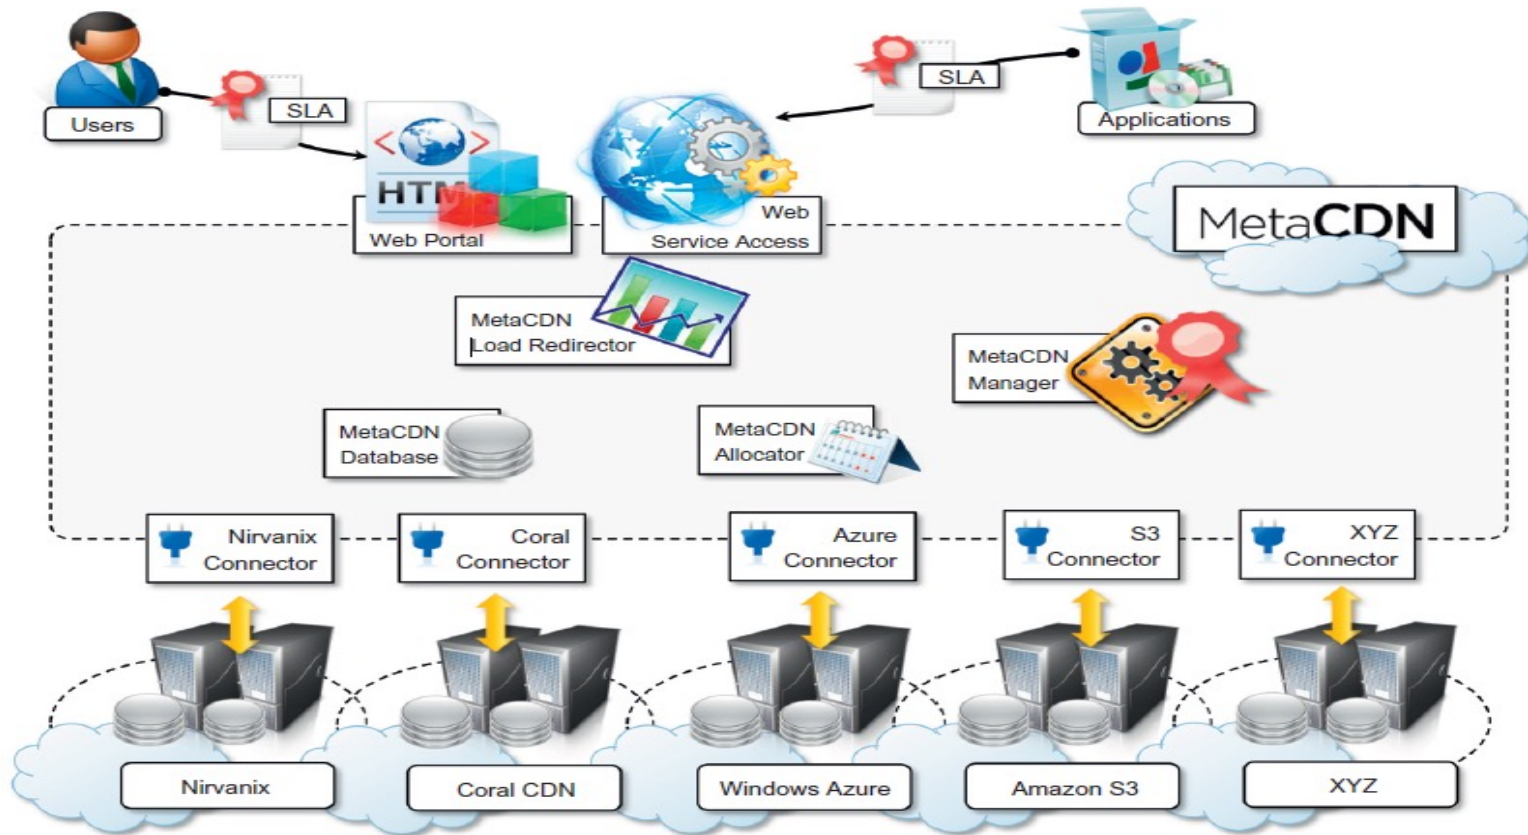 SLA
SLA
Users
Applications
HTM
MetaCDN
Web Portal
Web
Service Access
MetaCDN
Load Redirector
MetaCDN
Manager
MetaCDN
Database
MetaCDN
Allocator
Nirvanix
Connector
Coral
Connector
Azure
Connector
S3
Connector
XYZ
Connector
Nirvanix
Coral CDN
Windows Azure
Amazon S3
XYZ